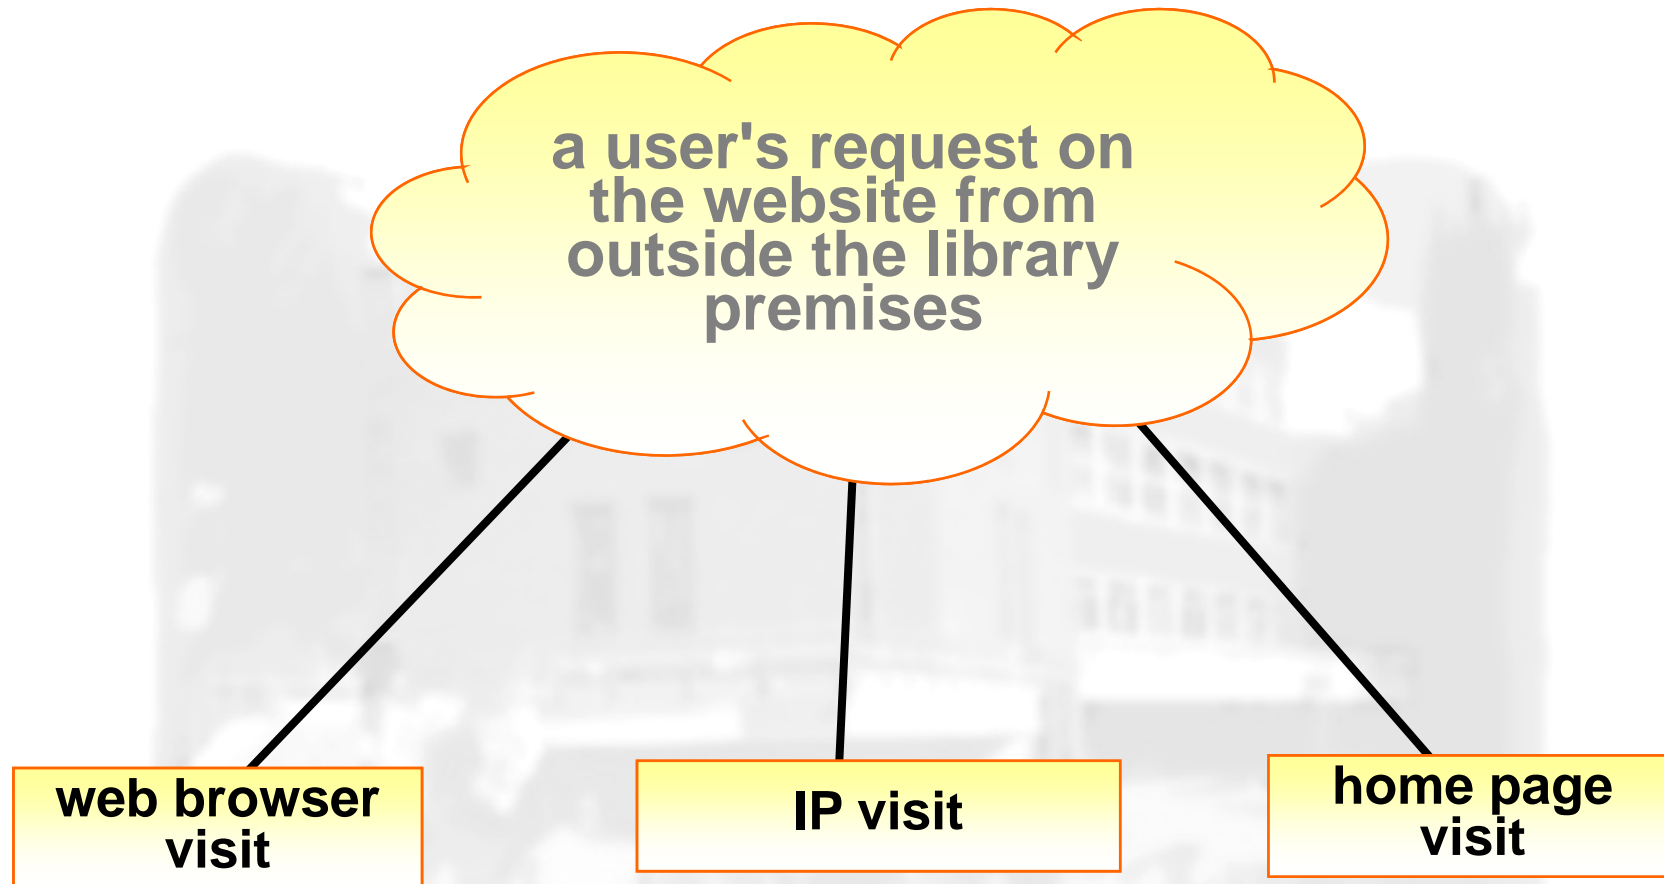 a user's request on
the website from
outside the library
premises
web browser
visit
IP visit
home page
visit